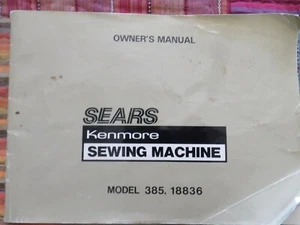 OWNER'S MANUAL
SEARS
Kenmore
SEWING MACHINE
MODEL 385. 18836